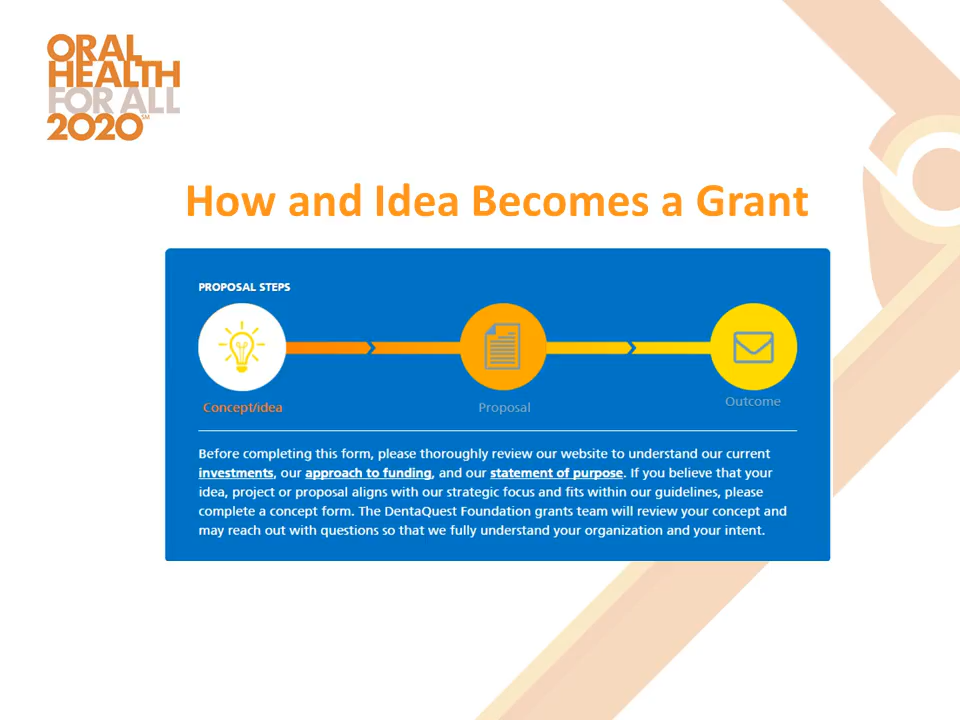 ORAL
HEALTH
FOR ALL
2020℠
How and Idea Becomes a Grant
PROPOSAL STEPS
Concept/idea
Proposal
Outcome
Before completing this form, please thoroughly review our website to understand our current
investments, our approach to funding, and our statement of purpose. If you believe that your
idea, project or proposal aligns with our strategic focus and fits within our guidelines, please
complete a concept form. The DentaQuest Foundation grants team will review your concept and
may reach out with questions so that we fully understand your organization and your intent.